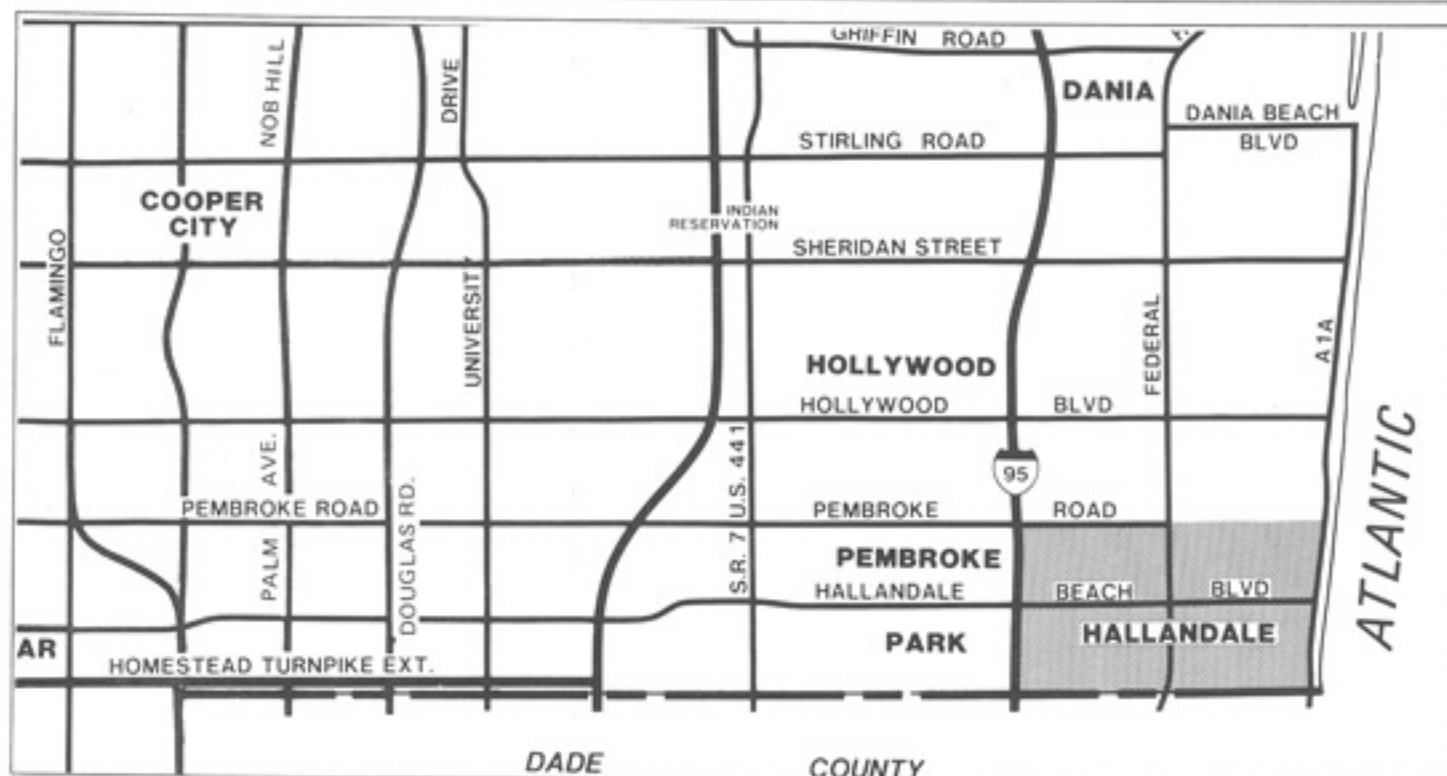 GRIFFIN ROAD
NOB HILL
DRIVE
DANIA
DANIA BEACH
BLVD
STIRLING ROAD
COOPER
CITY
INDIAN
RESERVATION
SHERIDAN STREET
FLAMINGO
UNIVERSITY
FEDERAL
A1A
HOLLYWOOD
HOLLYWOOD BLVD
ATLANTIC
95
PALM AVE.
PEMBROKE ROAD
DOUGLAS RD.
S.R. 7 U.S. 441
PEMBROKE ROAD
PEMBROKE
HALLANDALE BEACH BLVD
PARK
HALLANDALE
AR
HOMESTEAD TURNPIKE EXT.
DADE COUNTY